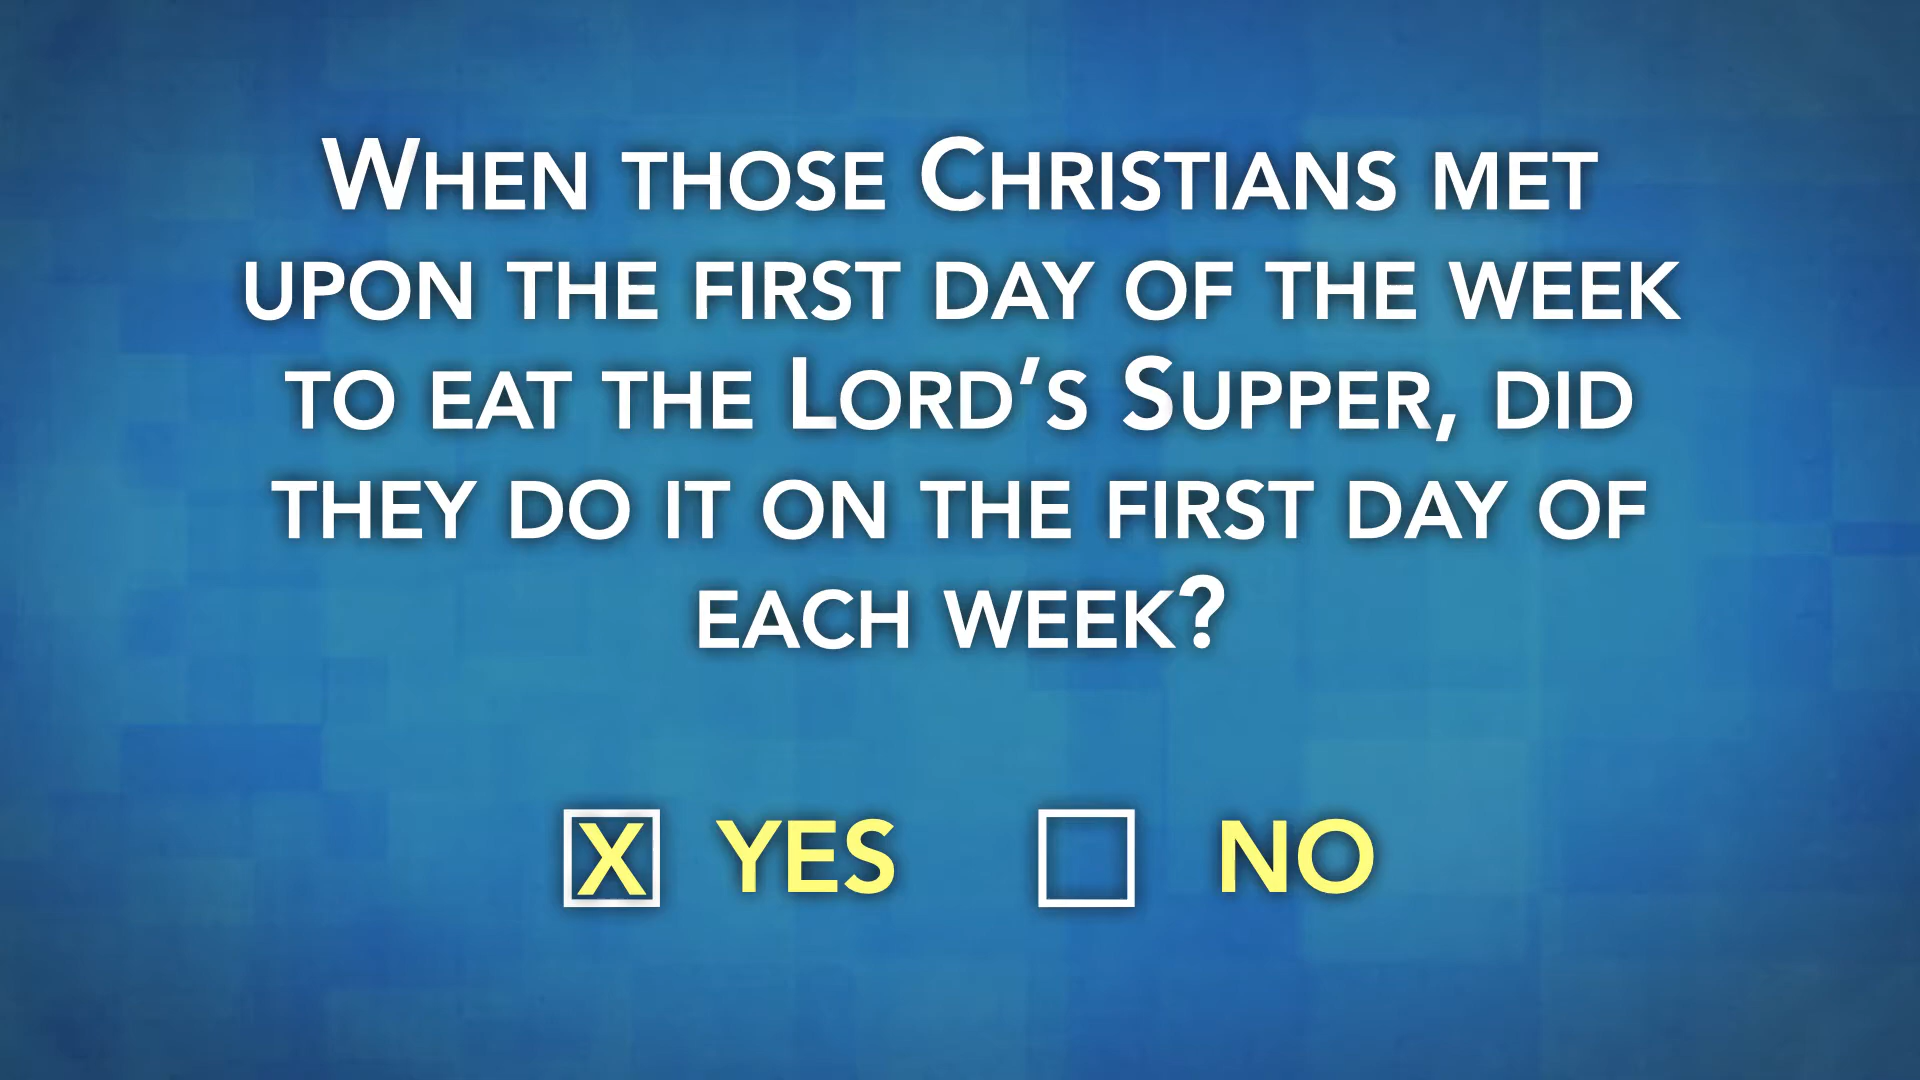 When those Christians met
upon the first day of the week
to eat the Lord's Supper, did
they do it on the first day of
each week?
X YES NO